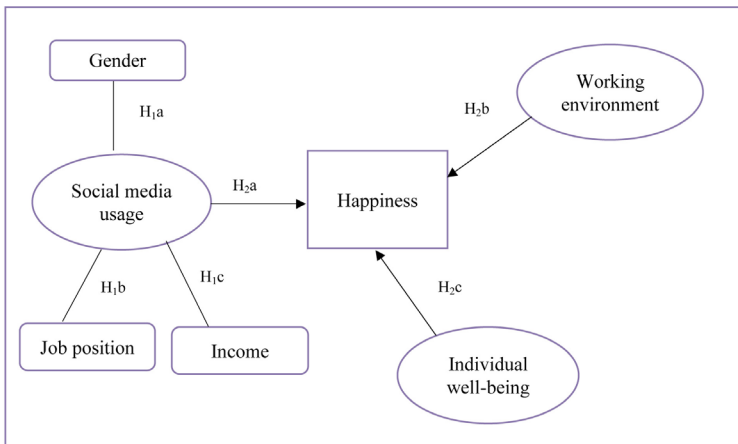 Gender
H₁a
Working
environment
H₂b
Social media
usage
H₂a
Happiness
H₁b
H₁c
H₂c
Job position
Income
Individual
well-being